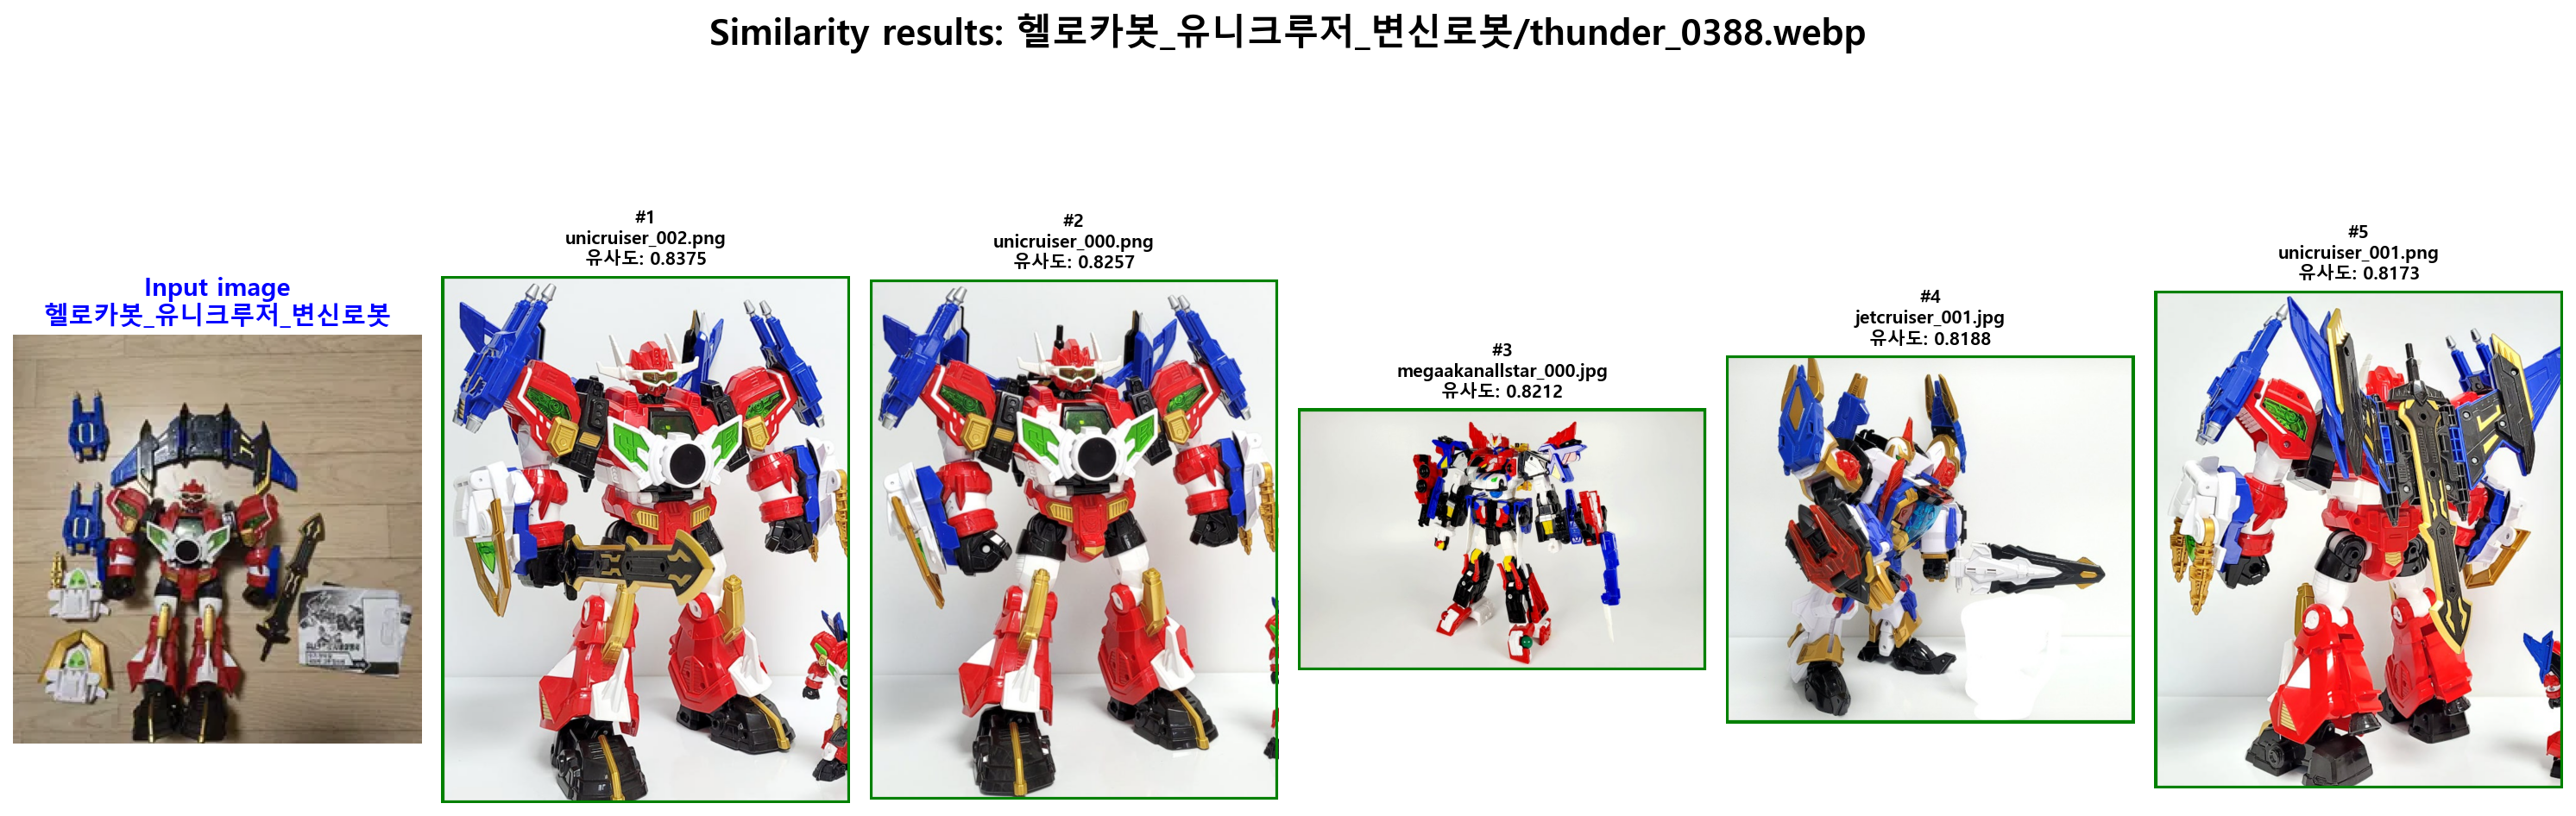 Similarity results: 헬로카봇_유니크루저_변신로봇/thunder_0388.webp
Input image
헬로카봇_유니크루저_변신로봇
#1
unicruiser_002.png
유사도: 0.8375
#2
unicruiser_000.png
유사도: 0.8257
#3
megaakanallstar_000.jpg
유사도: 0.8212
#4
jetcruiser_001.jpg
유사도: 0.8188
#5
unicruiser_001.png
유사도: 0.8173